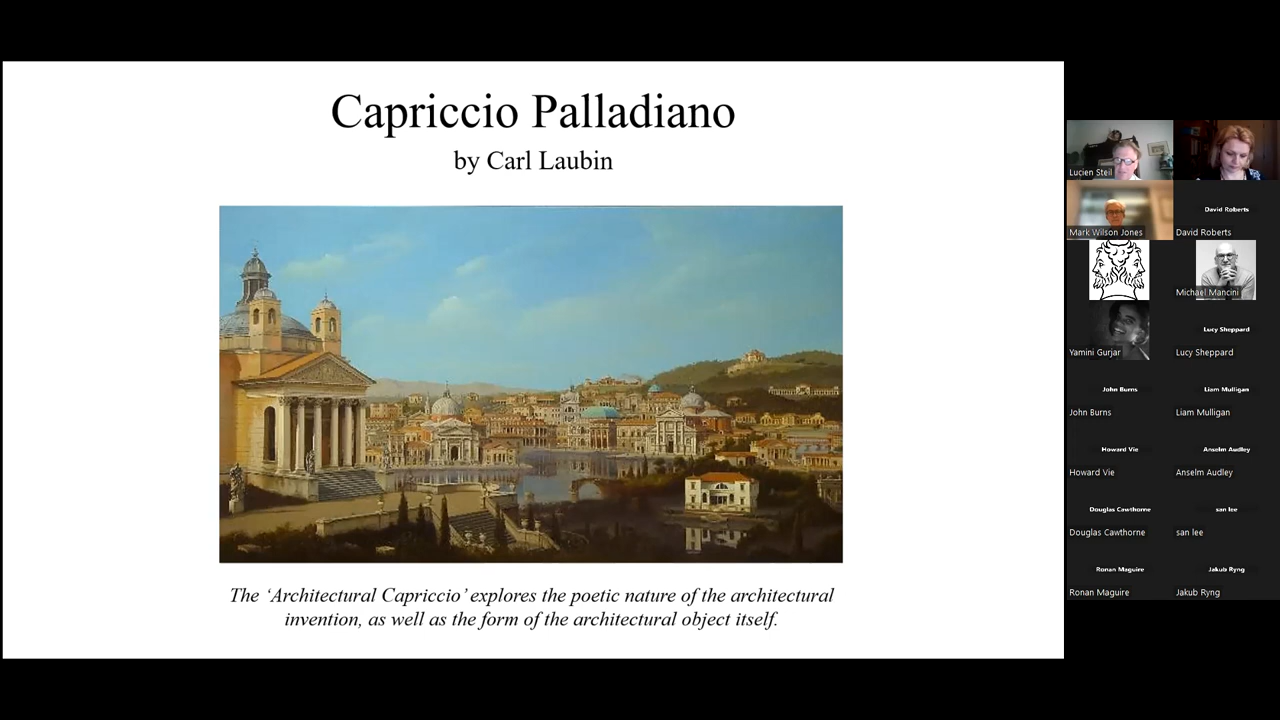 Capriccio Palladiano
by Carl Laubin
The ‘Architectural Capriccio’ explores the poetic nature of the architectural
invention, as well as the form of the architectural object itself.
Lucien Steil
Mark Wilson Jones
David Roberts
David Roberts
Michael Mancini
Yamini Gurjar
Lucy Sheppard
Lucy Sheppard
John Burns
John Burns
Liam Mulligan
Liam Mulligan
Howard Vie
Howard Vie
Anselm Audley
Anselm Audley
Douglas Cawthorne
Douglas Cawthorne
san lee
san lee
Ronan Maguire
Ronan Maguire
Jakub Ryng
Jakub Ryng